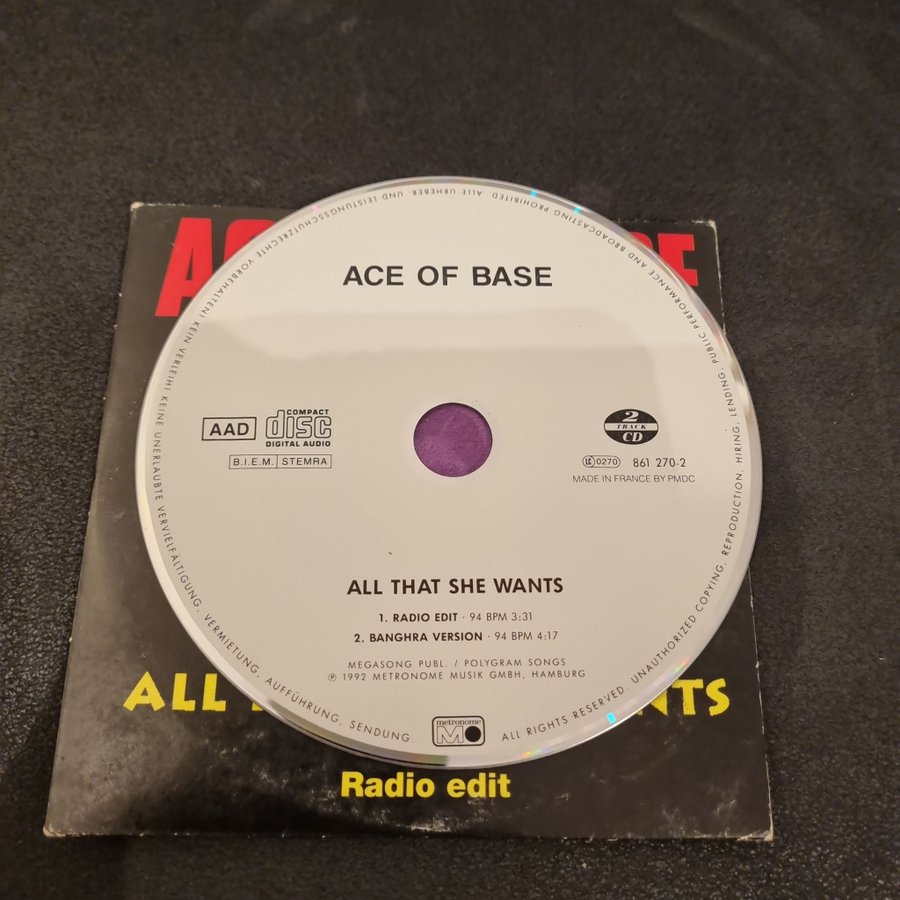 AC
SE
ACE OF BASE
AAD
COMPACT
disc
DIGITAL AUDIO
B.I.E.M. STEMRA
2
TRACK
CD
LC 0270 861 270-2
MADE IN FRANCE BY PMDC
ALL THAT SHE WANTS
1. RADIO EDIT · 94 BPM 3:31
2. BANGHRA VERSION · 94 BPM 4:17
MEGASONG PUBL. / POLYGRAM SONGS
℗ 1992 METRONOME MUSIK GMBH, HAMBURG
metronome
M
ALLE URHEBER- UND LEISTUNGSSCHUTZRECHTE VORBEHALTEN! KEIN VERLEIH! KEINE UNERLAUBTE VERVIELFÄLTIGUNG, VERMIETUNG, AUFFÜHRUNG, SENDUNG.
ALL RIGHTS RESERVED. UNAUTHORIZED COPYING, REPRODUCTION, HIRING, LENDING, PUBLIC PERFORMANCE AND BROADCASTING PROHIBITED.
ALL
NTS
Radio edit